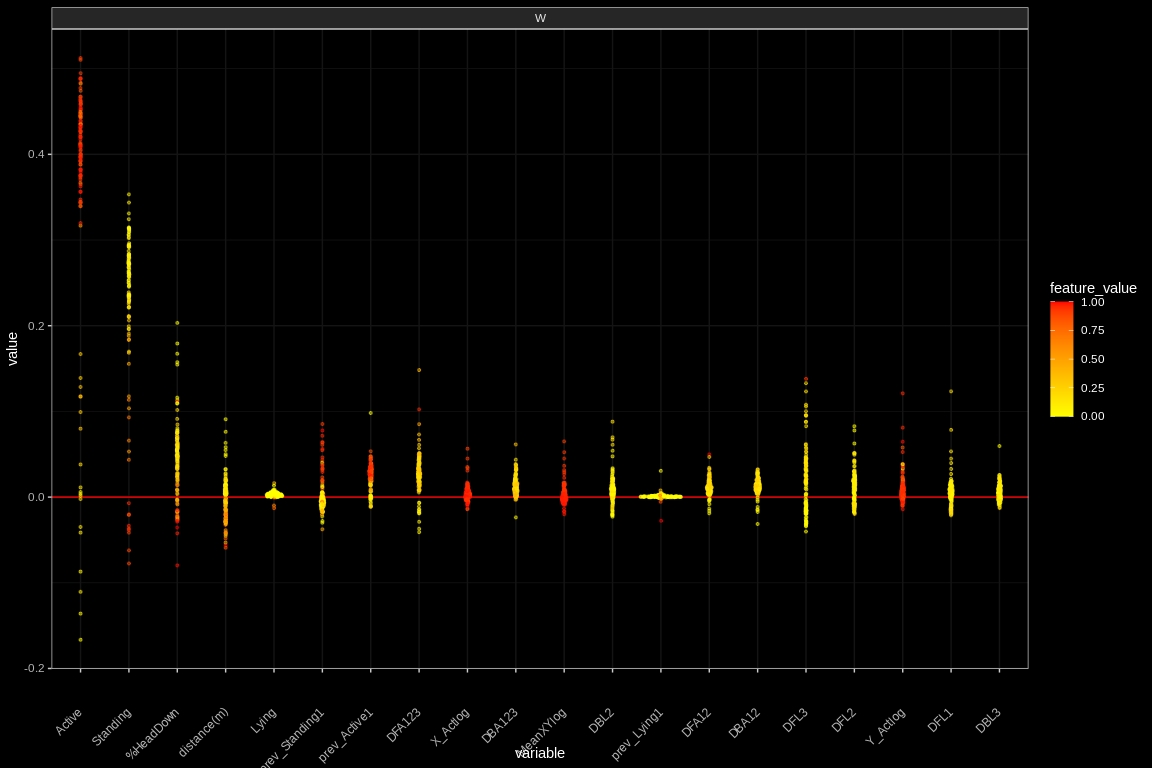 W
value
0.4
0.2
0.0
-0.2
Active
Standing
%HeadDown
distance(m)
Lying
prev_Standing1
prev_Active1
DFA123
X_Actlog
DBA123
MeanXYlog
DBL2
prev_Lying1
DFA12
DBA12
DFL3
DFL2
Y_Actlog
DFL1
DBL3
variable
feature_value
1.00
0.75
0.50
0.25
0.00